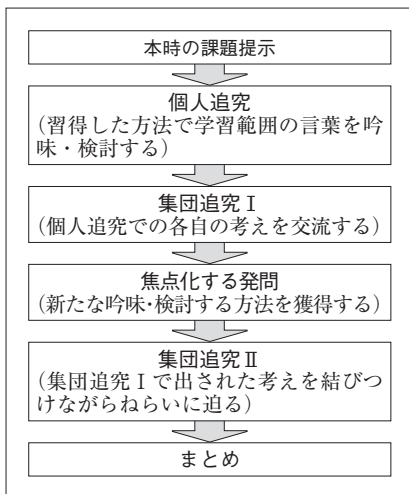 本時の課題提示
個人追究
（習得した方法で学習範囲の言葉を吟
味・検討する）
集団追究Ⅰ
（個人追究での各自の考えを交流する）
焦点化する発問
（新たな吟味・検討する方法を獲得する）
集団追究Ⅱ
（集団追究Ⅰで出された考えを結びつ
けながらねらいに迫る）
まとめ